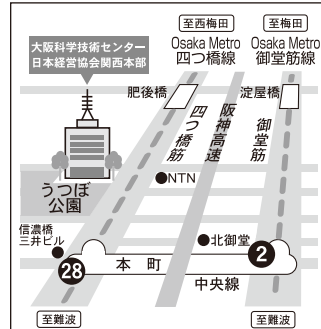 至西梅田
至梅田
Osaka Metro
四つ橋線
Osaka Metro
御堂筋線
大阪科学技術センター
日本経営協会関西本部
肥後橋
淀屋橋
四つ橋筋
阪神高速
御堂筋
うつぼ
公園
NTN
信濃橋
三井ビル
北御堂
28
本町
2
中央線
至難波
至難波